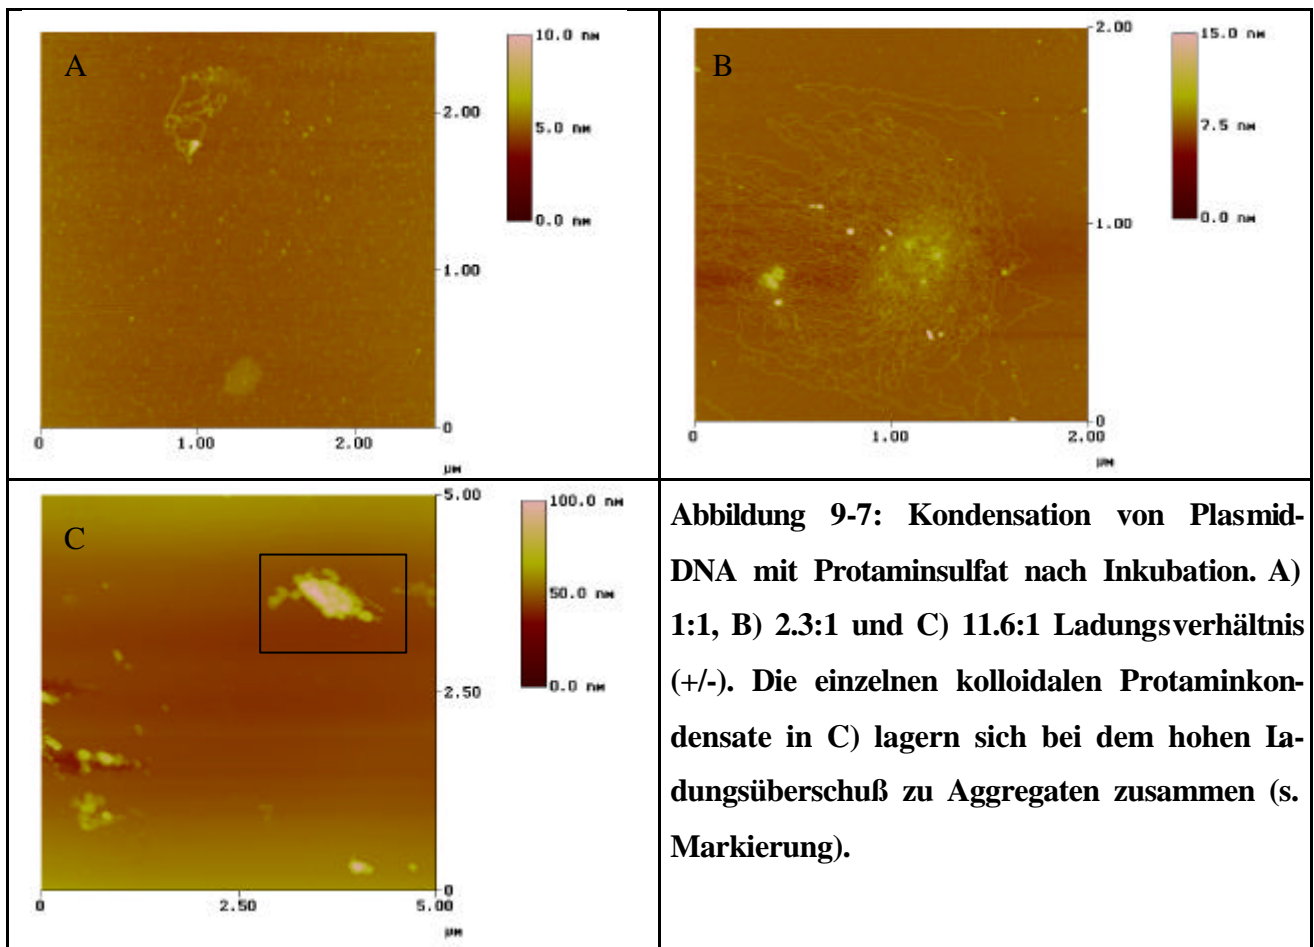 A
10.0 nm
5.0 nm
0.0 nm
2.00
1.00
0
0
1.00
2.00
µm
B
2.00
15.0 nm
7.5 nm
0.0 nm
1.00
0
0
1.00
2.00
µm
C
5.00
100.0 nm
50.0 nm
0.0 nm
2.50
0
0
2.50
5.00
µm
Abbildung 9-7: Kondensation von Plasmid-
DNA mit Protaminsulfat nach Inkubation. A)
1:1, B) 2.3:1 und C) 11.6:1 Ladungsverhältnis
(+/-). Die einzelnen kolloidalen Protaminkon-
densate in C) lagern sich bei dem hohen La-
dungsüberschuß zu Aggregaten zusammen (s.
Markierung).